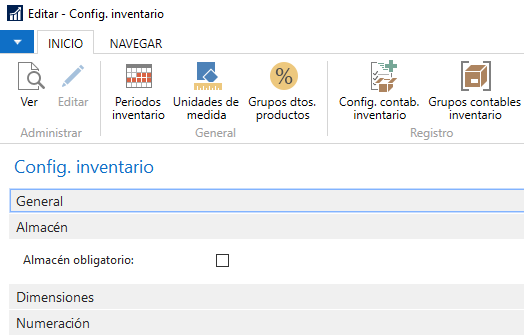 Editar - Config. inventario
INICIO
NAVEGAR
Ver
Editar
Periodos
inventario
Unidades de
medida
Grupos dtos.
productos
Config. contab.
inventario
Grupos contables
inventario
Administrar
General
Registro
Config. inventario
General
Almacén
Almacén obligatorio:
Dimensiones
Numeración